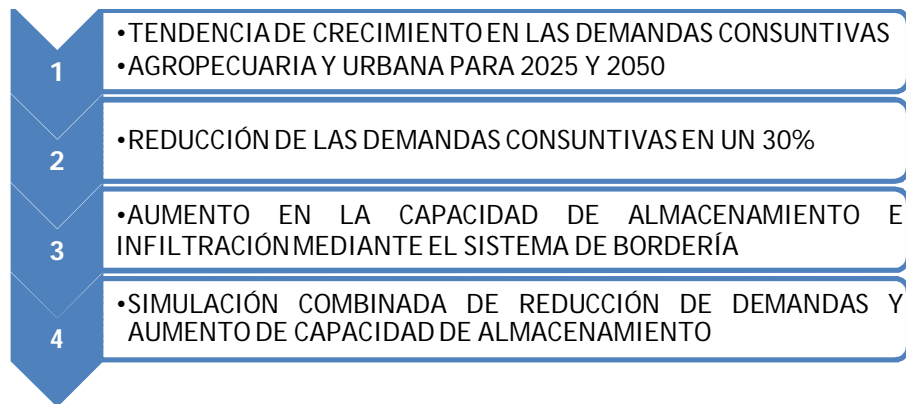 1
•TENDENCIA DE CRECIMIENTO EN LAS DEMANDAS CONSUNTIVAS
•AGROPECUARIA Y URBANA PARA 2025 Y 2050
2
•REDUCCIÓN DE LAS DEMANDAS CONSUNTIVAS EN UN 30%
3
•AUMENTO EN LA CAPACIDAD DE ALMACENAMIENTO E
INFILTRACIÓN MEDIANTE EL SISTEMA DE BORDERÍA
4
•SIMULACIÓN COMBINADA DE REDUCCIÓN DE DEMANDAS Y
AUMENTO DE CAPACIDAD DE ALMACENAMIENTO